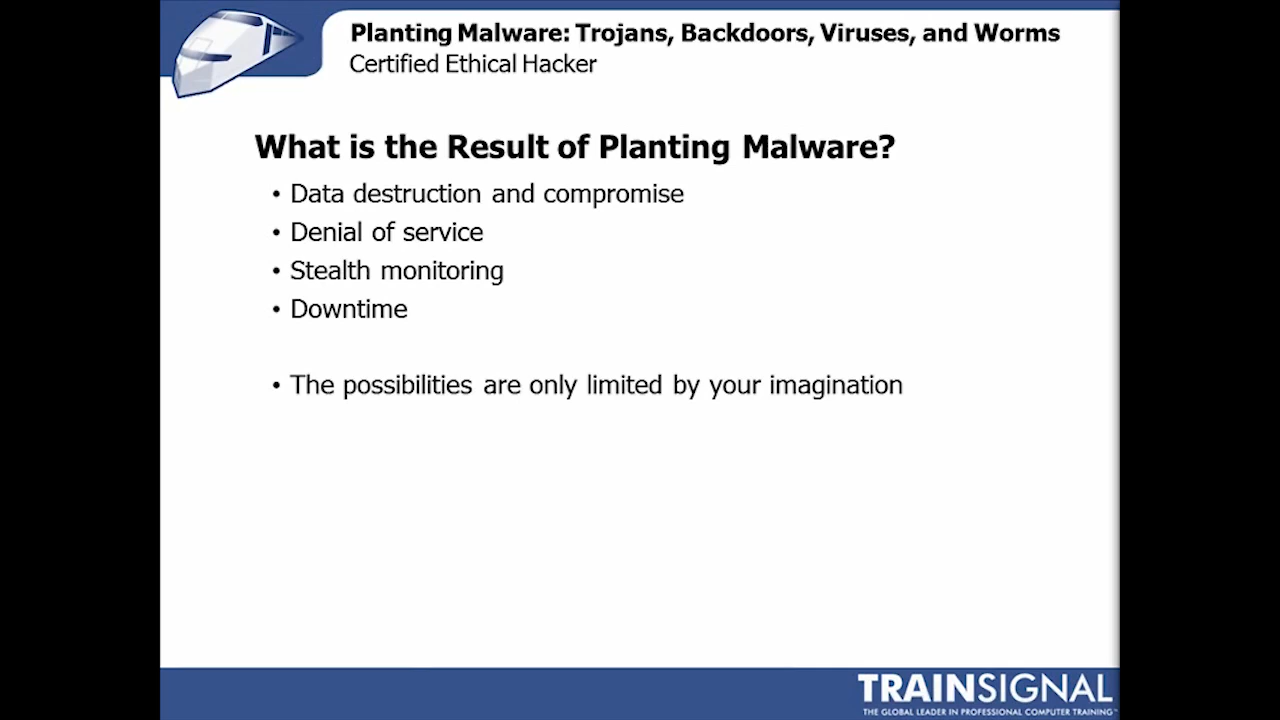 Planting Malware: Trojans, Backdoors, Viruses, and Worms
Certified Ethical Hacker
What is the Result of Planting Malware?
• Data destruction and compromise
• Denial of service
• Stealth monitoring
• Downtime
• The possibilities are only limited by your imagination
TRAINSIGNAL
THE GLOBAL LEADER IN PROFESSIONAL COMPUTER TRAINING